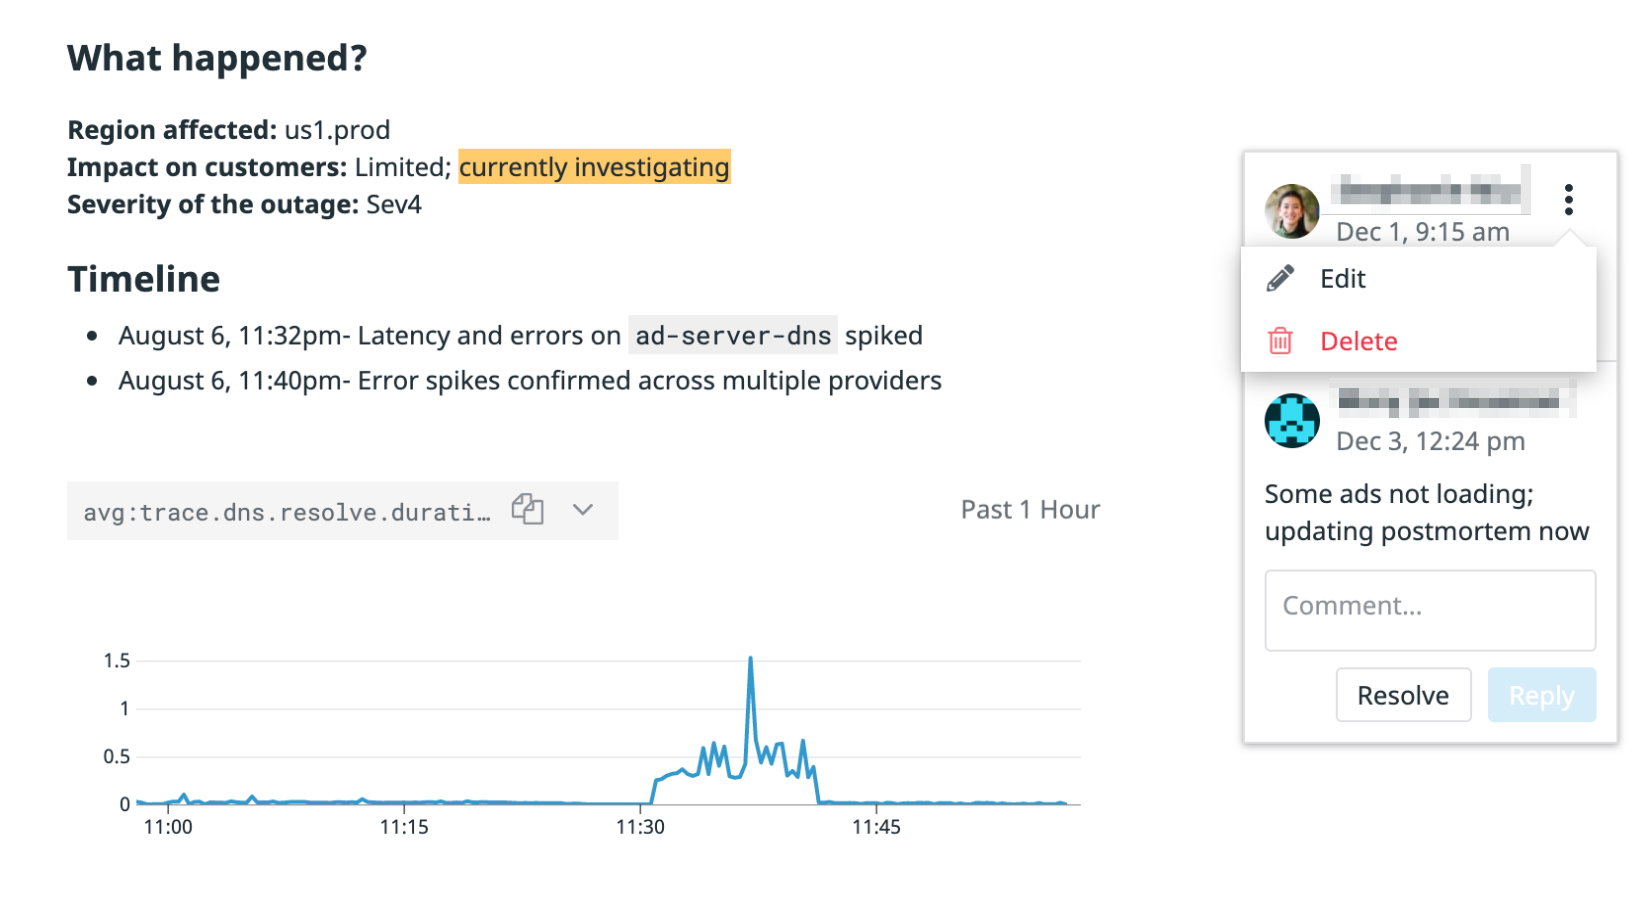 What happened?
Region affected: us1.prod
Impact on customers: Limited; currently investigating
Severity of the outage: Sev4
Timeline
• August 6, 11:32pm- Latency and errors on ad-server-dns spiked
• August 6, 11:40pm- Error spikes confirmed across multiple providers
avg:trace.dns.resolve.durati…
Past 1 Hour
1.5
1
0.5
0
11:00 11:15 11:30 11:45
Dec 1, 9:15 am
Edit
Delete
Dec 3, 12:24 pm
Some ads not loading;
updating postmortem now
Comment...
Resolve Reply